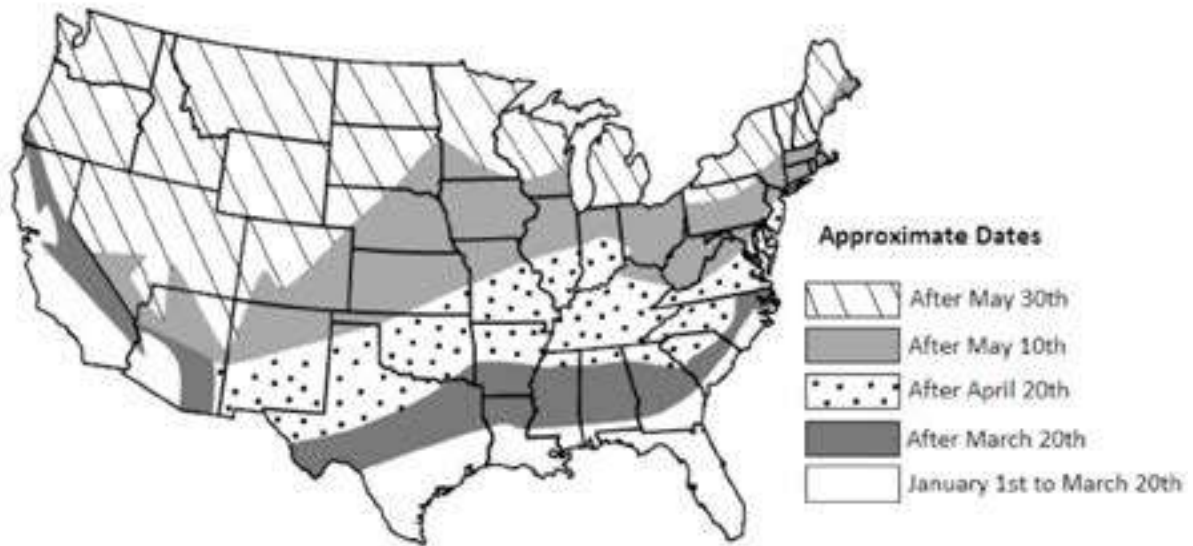 Approximate Dates
After May 30th
After May 10th
After April 20th
After March 20th
January 1st to March 20th